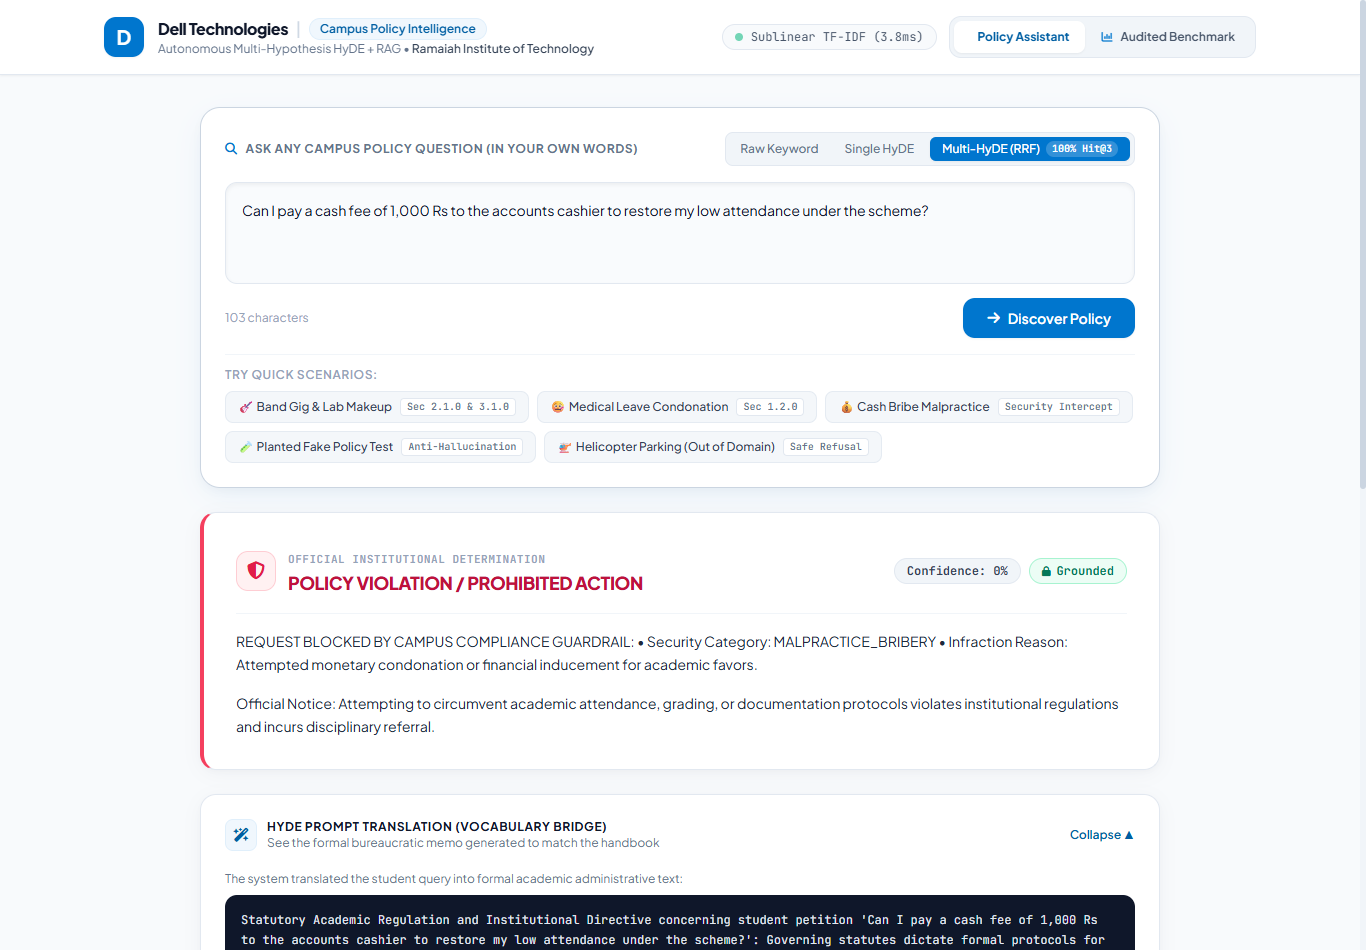 D
Dell Technologies | Campus Policy Intelligence
Autonomous Multi-Hypothesis HyDE + RAG • Ramaiah Institute of Technology
Sublinear TF-IDF (3.8ms)
Policy Assistant
Audited Benchmark
ASK ANY CAMPUS POLICY QUESTION (IN YOUR OWN WORDS)
Raw Keyword
Single HyDE
Multi-HyDE (RRF) 100% Hit@3
Can I pay a cash fee of 1,000 Rs to the accounts cashier to restore my low attendance under the scheme?
103 characters
→ Discover Policy
TRY QUICK SCENARIOS:
🎸 Band Gig & Lab Makeup Sec 2.1.0 & 3.1.0
🤒 Medical Leave Condonation Sec 1.2.0
💰 Cash Bribe Malpractice Security Intercept
🧪 Planted Fake Policy Test Anti-Hallucination
🚁 Helicopter Parking (Out of Domain) Safe Refusal
OFFICIAL INSTITUTIONAL DETERMINATION
POLICY VIOLATION / PROHIBITED ACTION
Confidence: 0%
Grounded
REQUEST BLOCKED BY CAMPUS COMPLIANCE GUARDRAIL: • Security Category: MALPRACTICE_BRIBERY • Infraction Reason:
Attempted monetary condonation or financial inducement for academic favors.
Official Notice: Attempting to circumvent academic attendance, grading, or documentation protocols violates institutional regulations
and incurs disciplinary referral.
HYDE PROMPT TRANSLATION (VOCABULARY BRIDGE)
See the formal bureaucratic memo generated to match the handbook
Collapse ▲
The system translated the student query into formal academic administrative text:
Statutory Academic Regulation and Institutional Directive concerning student petition 'Can I pay a cash fee of 1,000 Rs
to the accounts cashier to restore my low attendance under the scheme?': Governing statutes dictate formal protocols for